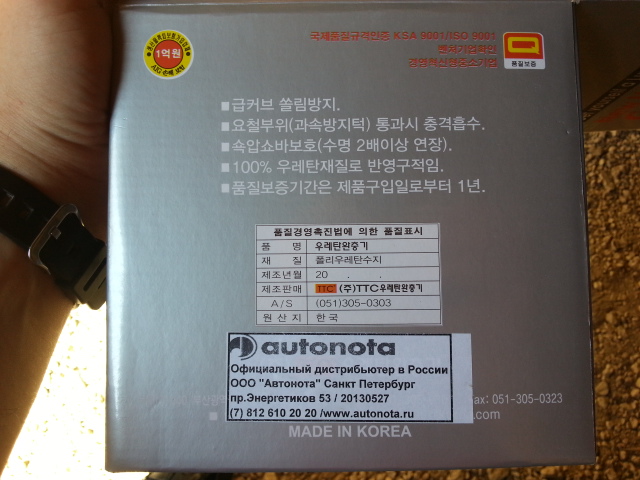 1억원
국제품질규격인증 KSA 9001/ISO 9001
벤처기업확인
경영혁신형중소기업
품질보증
■급커브 쏠림방지.
■요철부위(과속방지턱) 통과시 충격흡수.
■쇽압쇼바보호(수명 2배이상 연장).
■100% 우레탄재질로 반영구적임.
■품질보증기간은 제품구입일로부터 1년.
품질경영촉진법에 의한 품질표시
품 명 우레탄완충기
재 질 폴리우레탄수지
제조년월 20 . .
제조판매 TTC (주)TTC우레탄완충기
A/S (051)305-0303
원산지 한국
autonota
Официальный дистрибьютер в России
ООО "Автонота" Санкт Петербург
пр.Энергетиков 53 / 20130527
(7) 812 610 20 20 /www.autonota.ru
Fax: 051-305-0323
.com
MADE IN KOREA